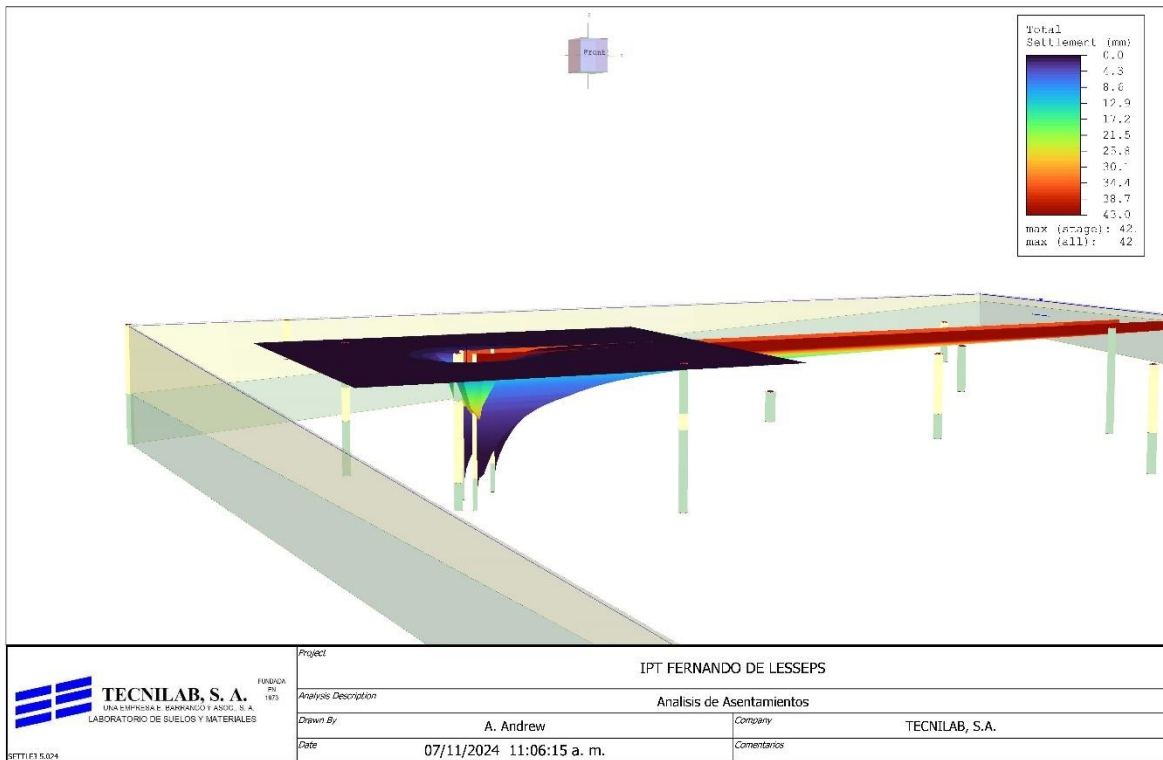 Total
Settlement (mm)
0.0
4.3
8.6
12.9
17.2
21.5
25.8
30.1
34.4
38.7
43.0
max (stage): 42
max (all): 42
Front
TECNILAB, S. A.
FUNDADA
EN
1973
UNA EMPRESA E. BARRANCO Y ASOC., S. A.
LABORATORIO DE SUELOS Y MATERIALES
SETTLE3 5.024
Project
IPT FERNANDO DE LESSEPS
Analysis Description
Analisis de Asentamientos
Drawn By
A. Andrew
Company
TECNILAB, S.A.
Date
07/11/2024 11:06:15 a. m.
Comentarios